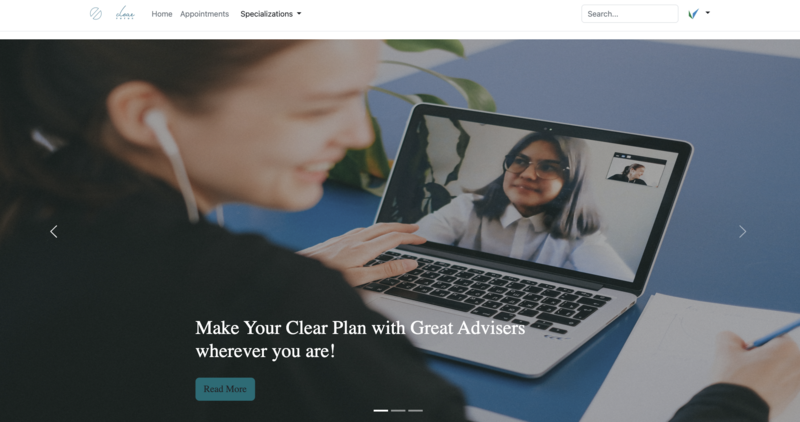 Home
Appointments
Specializations
Search...
Make Your Clear Plan with Great Advisers
wherever you are!
Read More